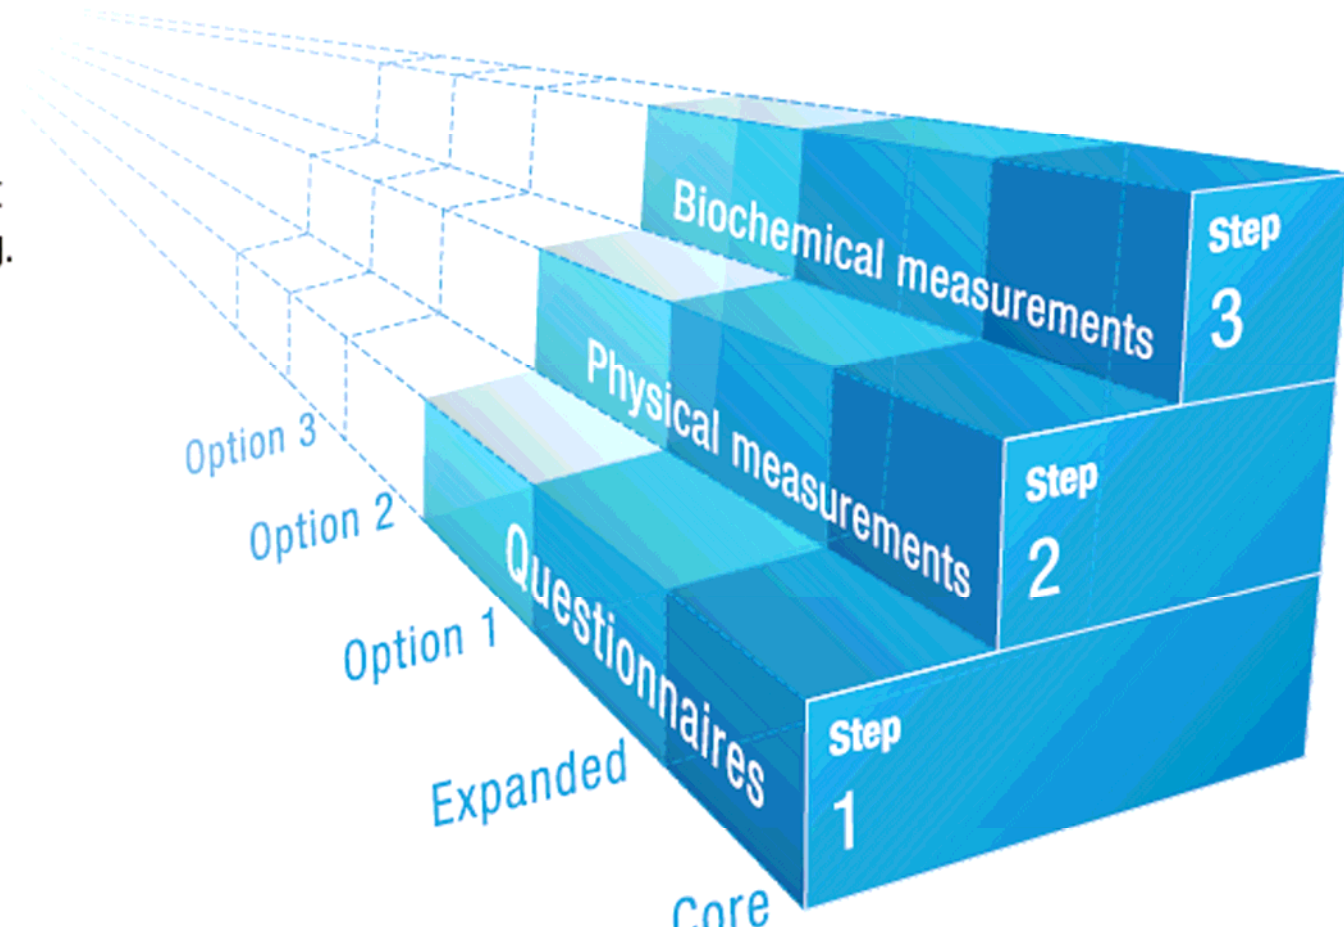 Biochemical measurements
Step
3
Physical measurements
Step
2
Questionnaires
Step
1
Option 3
Option 2
Option 1
Expanded
Core